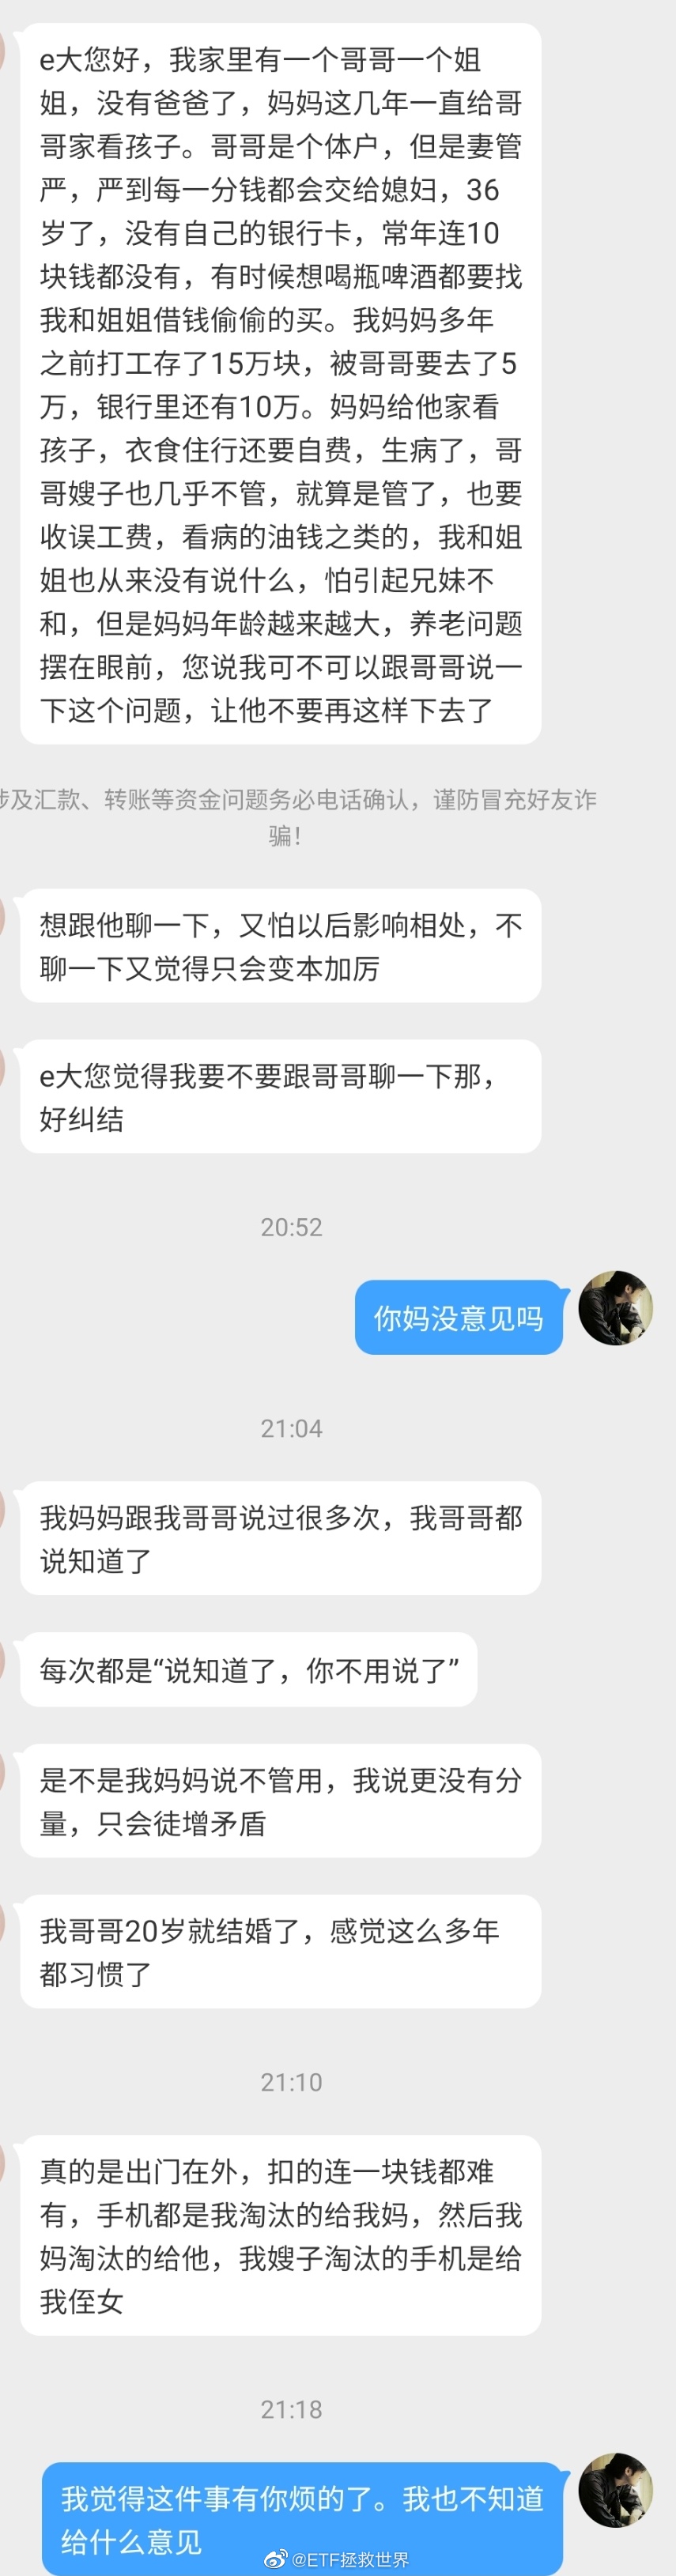 e大您好，我家里有一个哥哥一个姐
姐，没有爸爸了，妈妈这几年一直给哥
哥家看孩子。哥哥是个体户，但是妻管
严，严到每一分钱都会交给媳妇，36
岁了，没有自己的银行卡，常年连10
块钱都没有，有时候想喝瓶啤酒都要找
我和姐姐借钱偷偷的买。我妈妈多年
之前打工存了15万块，被哥哥要去了5
万，银行里还有10万。妈妈给他家看
孩子，衣食住行还要自费，生病了，哥
哥嫂子也几乎不管，就算是管了，也要
收误工费，看病的油钱之类的，我和姐
姐也从来没有说什么，怕引起兄妹不
和，但是妈妈年龄越来越大，养老问题
摆在眼前，您说我可不可以跟哥哥说一
下这个问题，让他不要再这样下去了
涉及汇款、转账等资金问题务必电话确认，谨防冒充好友诈
骗！
想跟他聊一下，又怕以后影响相处，不
聊一下又觉得只会变本加厉
e大您觉得我要不要跟哥哥聊一下那，
好纠结
20:52
你妈没意见吗
21:04
我妈妈跟我哥哥说过很多次，我哥哥都
说知道了
每次都是“说知道了，你不用说了”
是不是我妈妈说不管用，我说更没有分
量，只会徒增矛盾
我哥哥20岁就结婚了，感觉这么多年
都习惯了
21:10
真的是出门在外，扣的连一块钱都难
有，手机都是我淘汰的给我妈，然后我
妈淘汰的给他，我嫂子淘汰的手机是给
我侄女
21:18
我觉得这件事有你烦的了。我也不知道
给什么意见
@ETF拯救世界